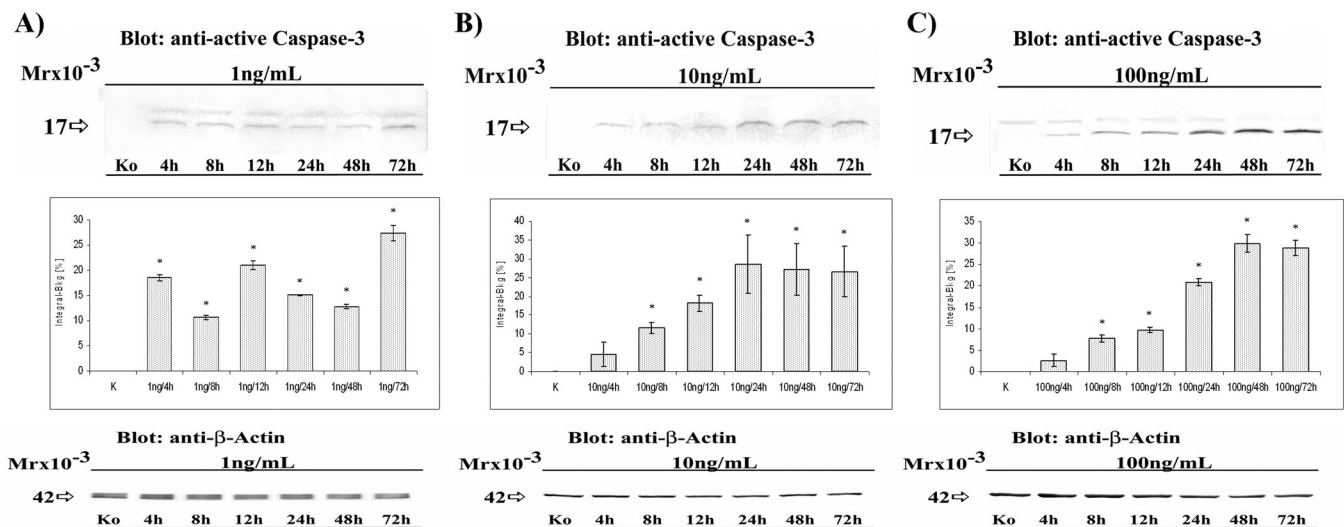 A)
Blot: anti-active Caspase-3
Mrx10-3
1ng/mL
17
Ko 4h 8h 12h 24h 48h 72h
Integral-Bkg [%]
30
25
20
15
10
5
0
* * * * * *
K 1ng/4h 1ng/8h 1ng/12h 1ng/24h 1ng/48h 1ng/72h
Blot: anti-β-Actin
Mrx10-3
1ng/mL
42
Ko 4h 8h 12h 24h 48h 72h
B)
Blot: anti-active Caspase-3
Mrx10-3
10ng/mL
17
Ko 4h 8h 12h 24h 48h 72h
Integral-Bkg [%]
40
35
30
25
20
15
10
5
0
* * * * *
K 10ng/4h 10ng/8h 10ng/12h 10ng/24h 10ng/48h 10ng/72h
Blot: anti-β-Actin
Mrx10-3
10ng/mL
42
Ko 4h 8h 12h 24h 48h 72h
C)
Blot: anti-active Caspase-3
Mrx10-3
100ng/mL
17
Ko 4h 8h 12h 24h 48h 72h
Integral-Bkg [%]
35
30
25
20
15
10
5
0
* * * * *
K 100ng/4h 100ng/8h 100ng/12h 100ng/24h 100ng/48h 100ng/72h
Blot: anti-β-Actin
Mrx10-3
100ng/mL
42
Ko 4h 8h 12h 24h 48h 72h